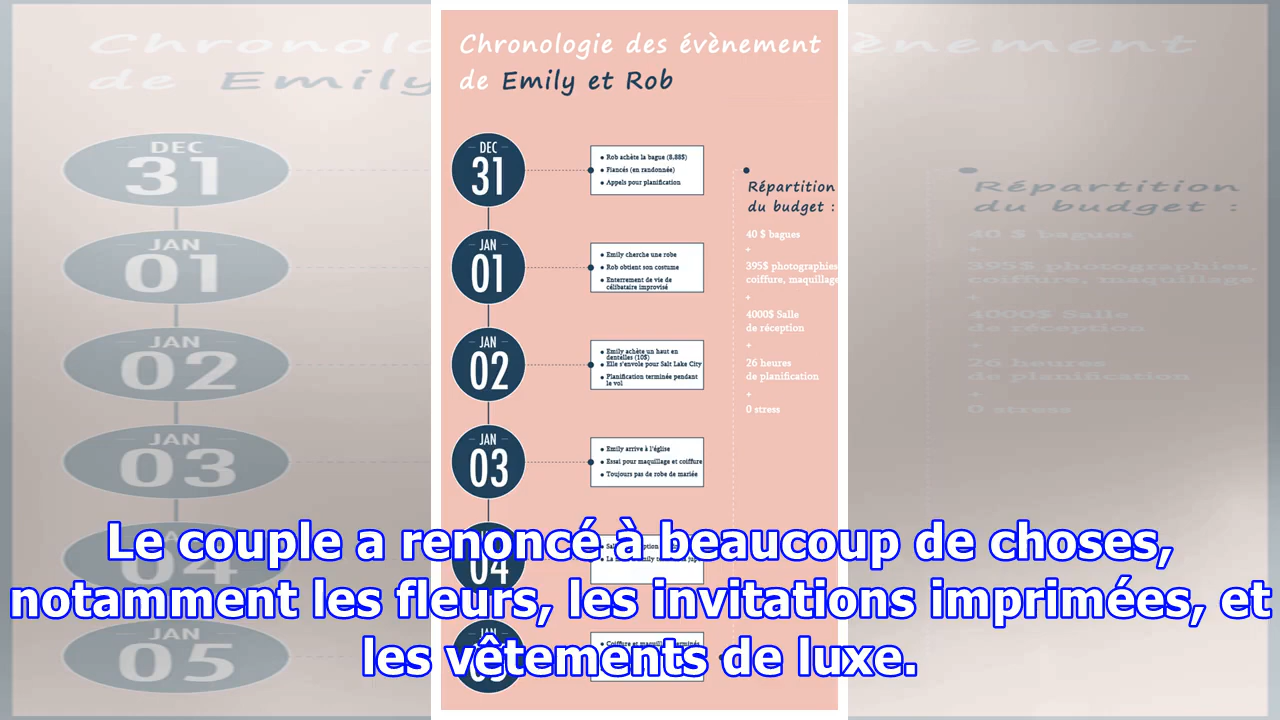 Chronologie des évènement
de Emily et Rob
DEC
31
Rob achète la bague (8.88$)
Fiancés (en randonnée)
Appels pour planification
JAN
01
Emily cherche une robe
Rob obtient son costume
Enterrement de vie de
célibataire improvisé
JAN
02
Emily achète un haut en
dentelles (10$)
Elle s'envole pour Salt Lake City
Planification terminée pendant
le vol
JAN
03
Emily arrive à l'église
Essai pour maquillage et coiffure
Toujours pas de robe de mariée
04
JAN
05
Répartition
du budget :
40 $ bagues
+
395$ photographies,
coiffure, maquillage
+
4000$ Salle
de réception
+
26 heures
de planification
+
0 stress
Le couple a renoncé à beaucoup de choses,
notamment les fleurs, les invitations imprimées, et
les vêtements de luxe.